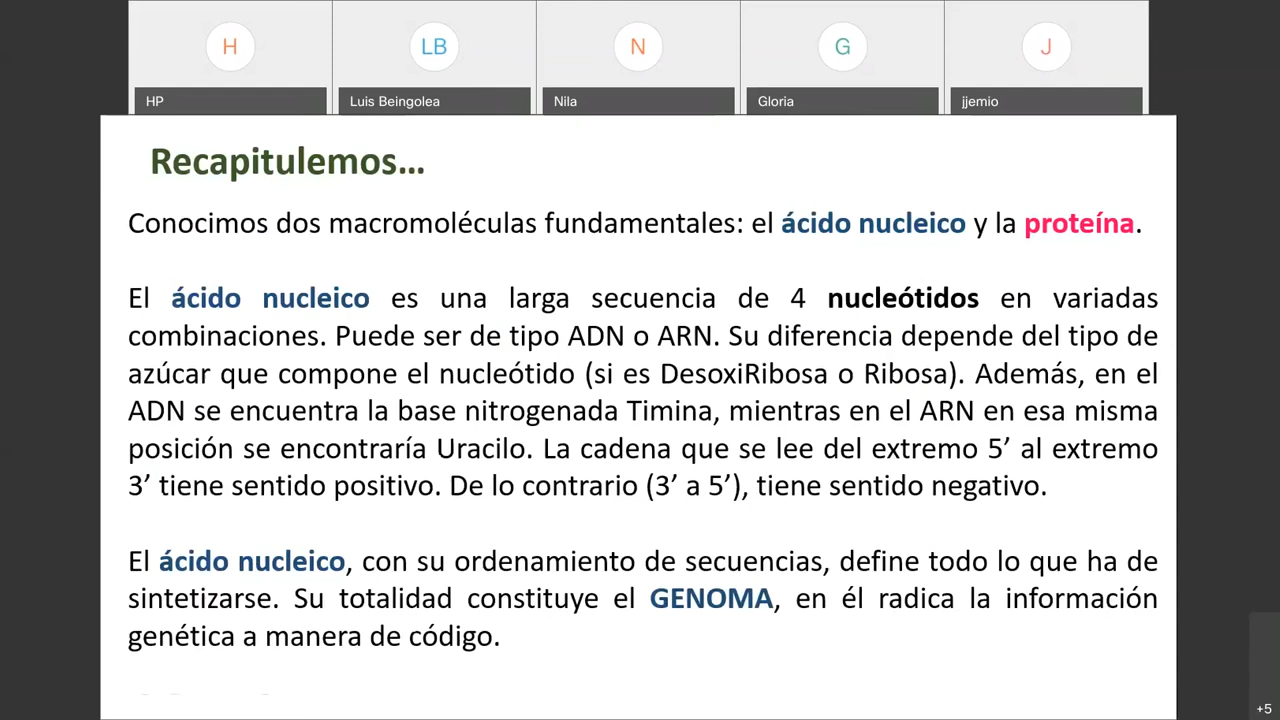 H
LB
N
G
J
HP
Luis Beingolea
Nila
Gloria
jjemio
Recapitulemos...
Conocimos dos macromoléculas fundamentales: el ácido nucleico y la proteína.
El ácido nucleico es una larga secuencia de 4 nucleótidos en variadas
combinaciones. Puede ser de tipo ADN o ARN. Su diferencia depende del tipo de
azúcar que compone el nucleótido (si es DesoxiRibosa o Ribosa). Además, en el
ADN se encuentra la base nitrogenada Timina, mientras en el ARN en esa misma
posición se encontraría Uracilo. La cadena que se lee del extremo 5’ al extremo
3’ tiene sentido positivo. De lo contrario (3’ a 5’), tiene sentido negativo.
El ácido nucleico, con su ordenamiento de secuencias, define todo lo que ha de
sintetizarse. Su totalidad constituye el GENOMA, en él radica la información
genética a manera de código.
+5